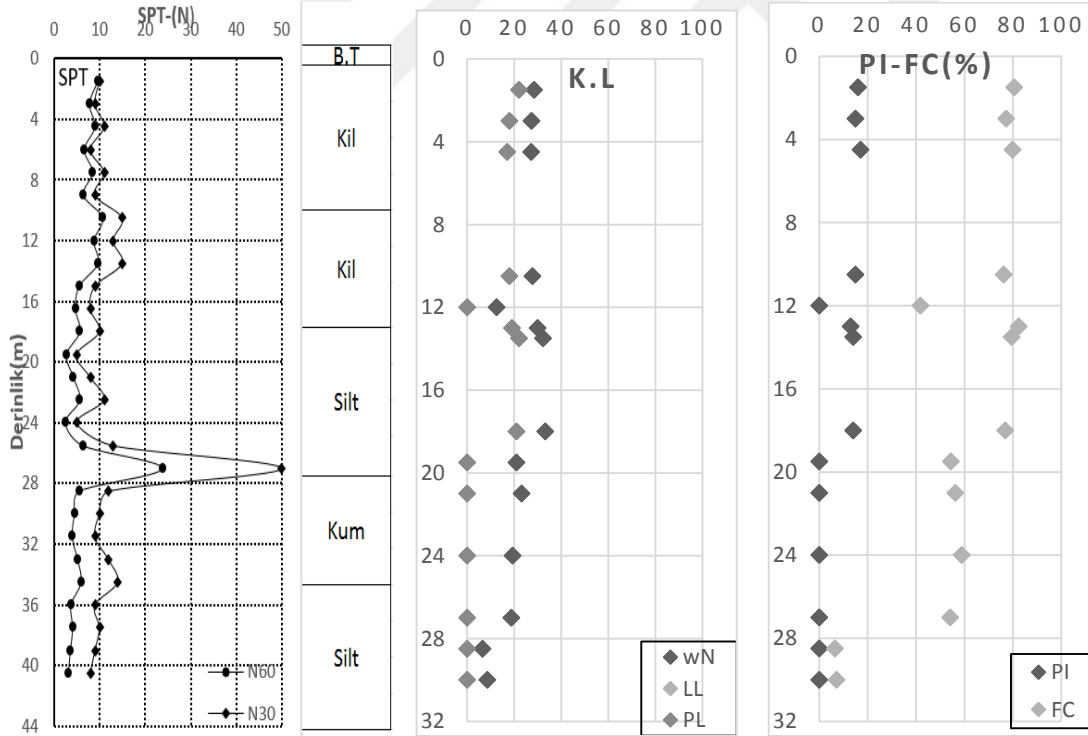 SPT-(N)
0 10 20 30 40 50
0
4
8
12
16
20
24
28
32
36
40
44
Derinlik(m)
SPT
N60
N30
B.T
Kil
Kil
Silt
Kum
Silt
0 20 40 60 80 100
K.L
0
4
8
12
16
20
24
28
32
wN
LL
PL
0 20 40 60 80 100
PI-FC(%)
0
4
8
12
16
20
24
28
32
PI
FC